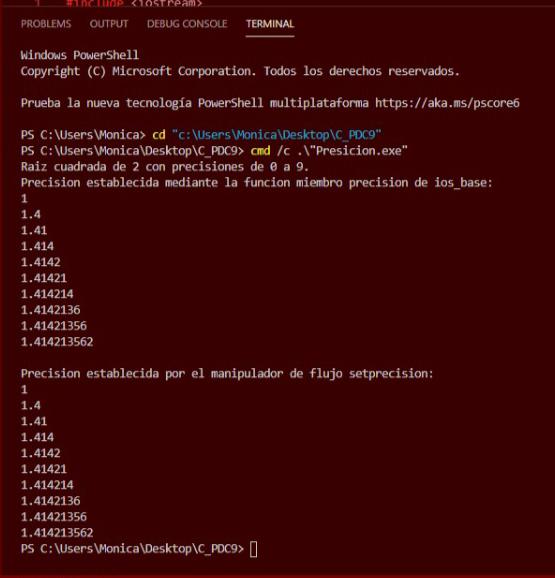 1 #include <iostream>
PROBLEMS OUTPUT DEBUG CONSOLE TERMINAL
Windows PowerShell
Copyright (C) Microsoft Corporation. Todos los derechos reservados.
Prueba la nueva tecnología PowerShell multiplataforma https://aka.ms/pscore6
PS C:\Users\Monica> cd "c:\Users\Monica\Desktop\C_PDC9"
PS C:\Users\Monica\Desktop\C_PDC9> cmd /c .\"Presicion.exe"
Raiz cuadrada de 2 con precisiones de 0 a 9.
Precision establecida mediante la funcion miembro precision de ios_base:
1
1.4
1.41
1.414
1.4142
1.41421
1.414214
1.4142136
1.41421356
1.414213562
Precision establecida por el manipulador de flujo setprecision:
1
1.4
1.41
1.414
1.4142
1.41421
1.414214
1.4142136
1.41421356
1.414213562
PS C:\Users\Monica\Desktop\C_PDC9>